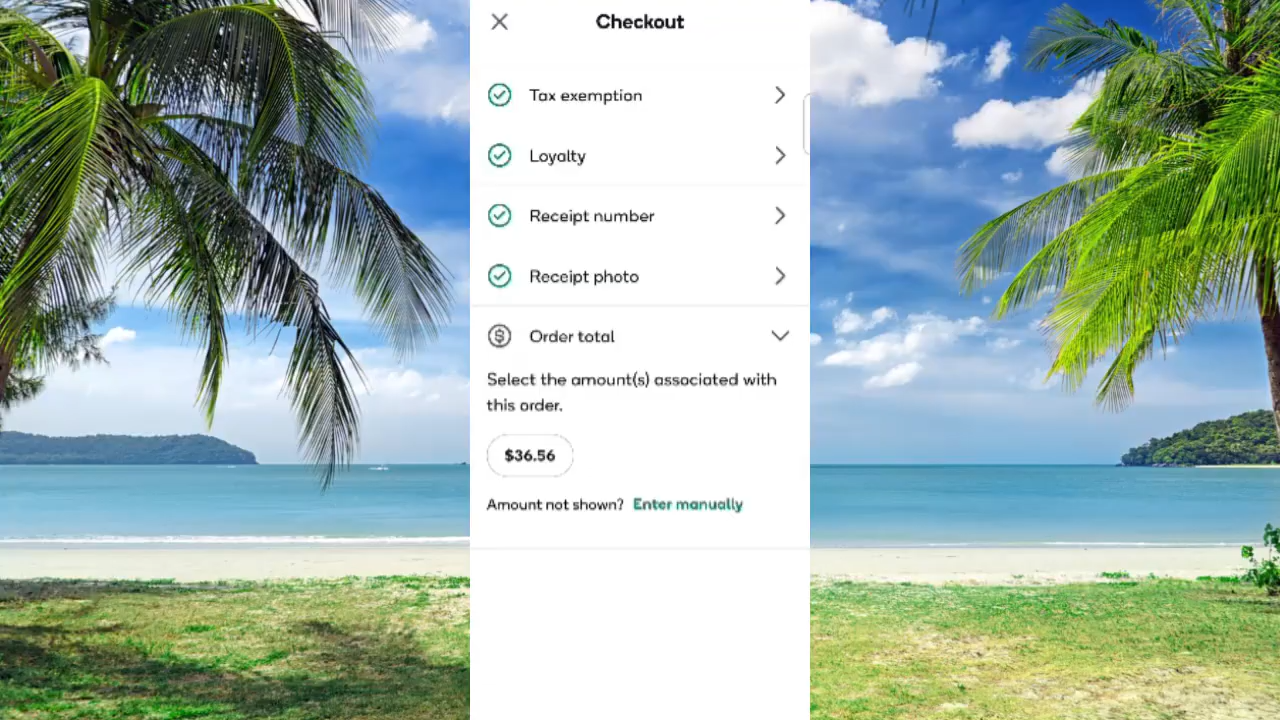 Checkout
Tax exemption
Loyalty
Receipt number
Receipt photo
Order total
Select the amount(s) associated with
this order.
$36.56
Amount not shown? Enter manually